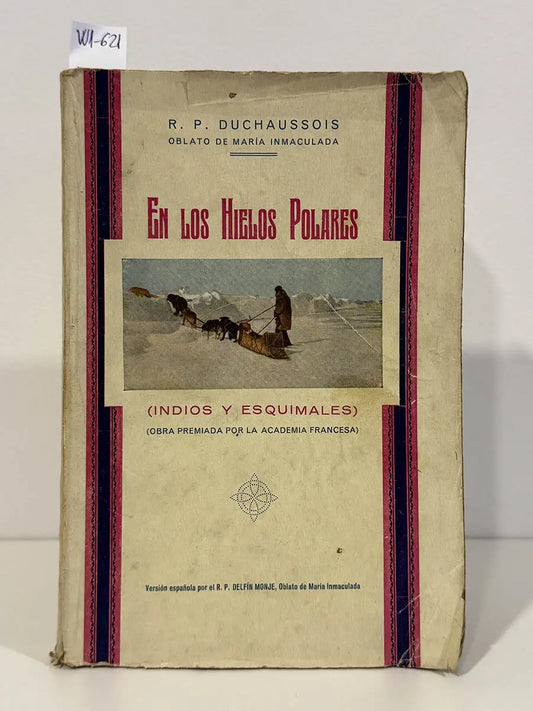 W1-621
R. P. DUCHAUSSOIS
OBLATO DE MARÍA INMACULADA
EN LOS HIELOS POLARES
(INDIOS Y ESQUIMALES)
(OBRA PREMIADA POR LA ACADEMIA FRANCESA)
Versión española por el R. P. DELFÍN MONJE, Oblato de María Inmaculada